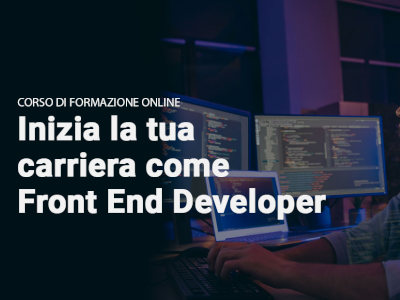 CORSO DI FORMAZIONE ONLINE
Inizia la tua
carriera come
Front End Developer